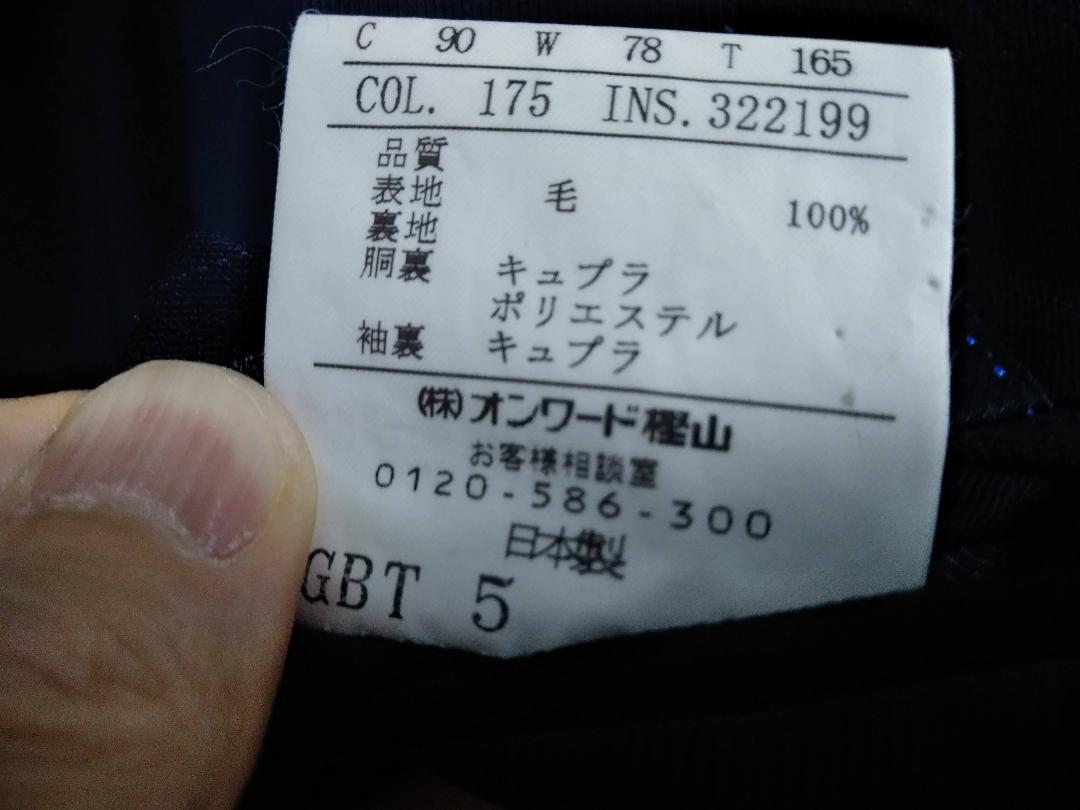 C 90 W 78 T 165
COL. 175 INS. 322199
品質
表地 毛 100%
裏地
胴裏 キュプラ
ポリエステル
袖裏 キュプラ
(株)オンワード樫山
お客様相談室
0120-586-300
日本製
GBT 5